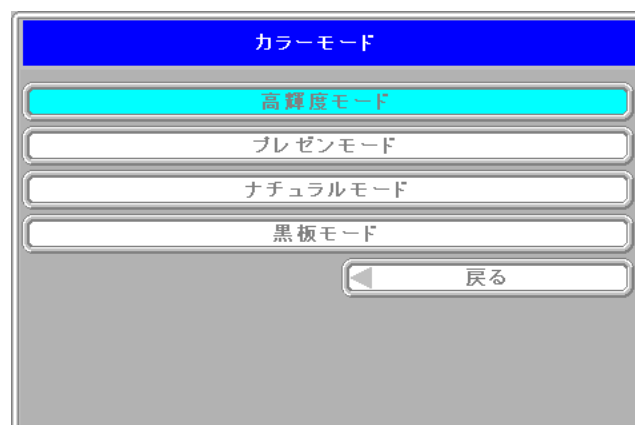 カラーモード
高輝度モード
プレゼンモード
ナチュラルモード
黒板モード
戻る